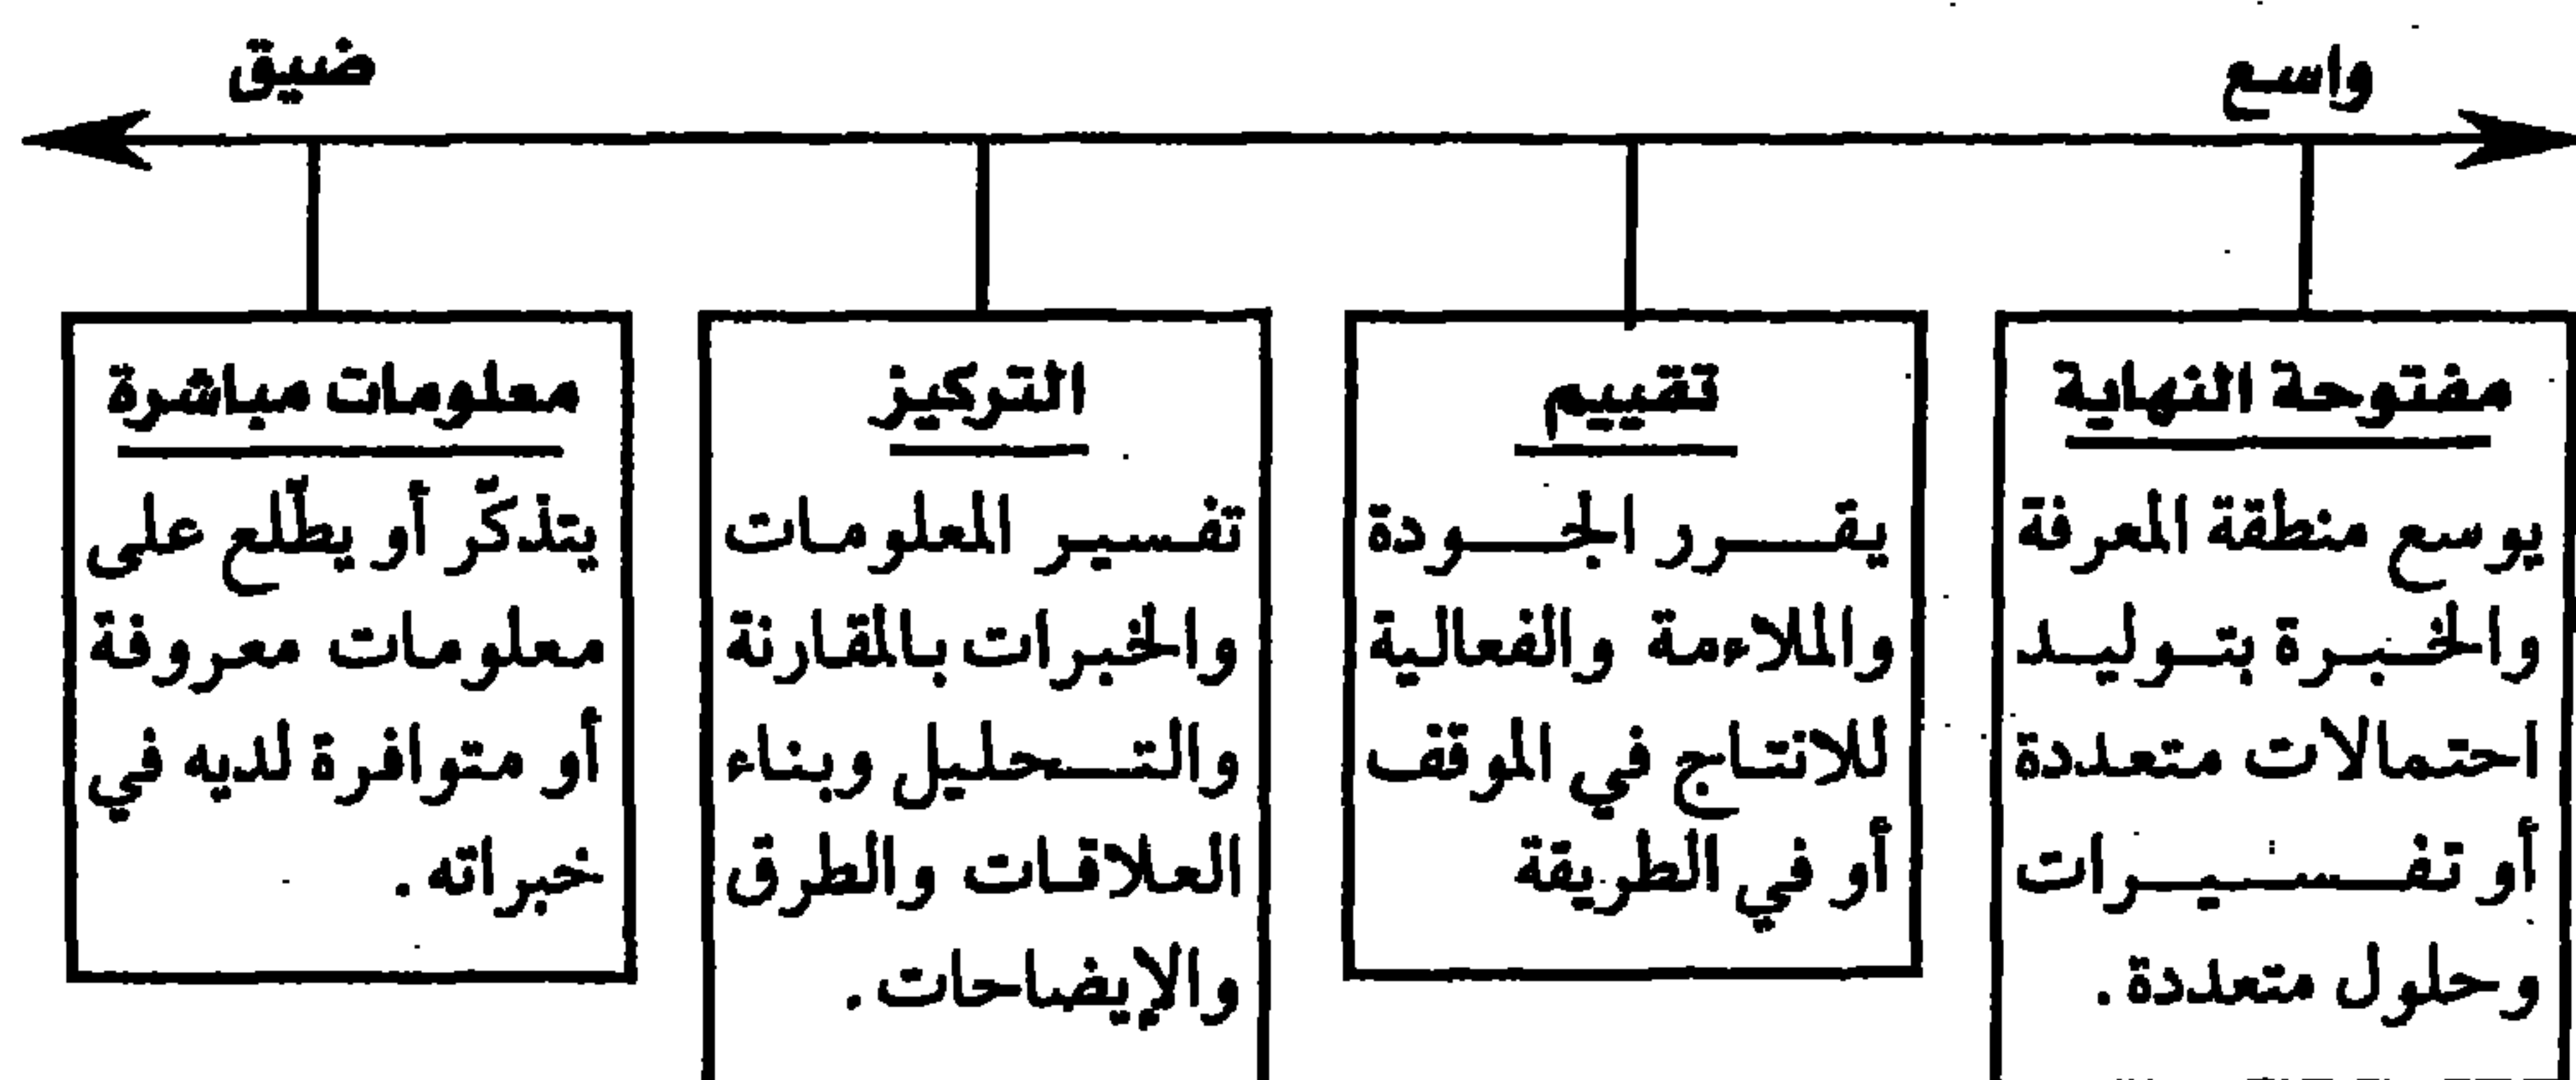 واسع
ضيق
مفتوحة النهاية
يوسع منطقة المعرفة
والخبرة بتوليد
احتمالات متعددة
أو تفسيرات
وحلول متعددة.
تقييم
يقرر الجودة
والملاءمة والفعالية
للانتاج في الموقف
أو في الطريقة
التركيز
تفسير المعلومات
والخبرات بالمقارنة
والتحليل وبناء
العلاقات والطرق
والإيضاحات.
معلومات مباشرة
يتذكّر أو يطّلع على
معلومات معروفة
أو متوافرة لديه في
خبراته.